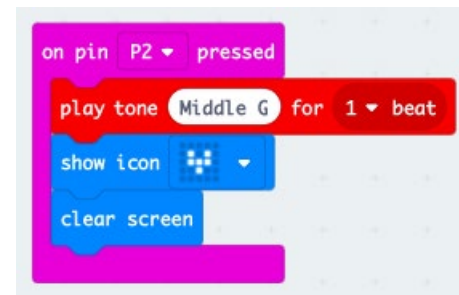 on pin P2 pressed
play tone Middle G for 1 beat
show icon
clear screen